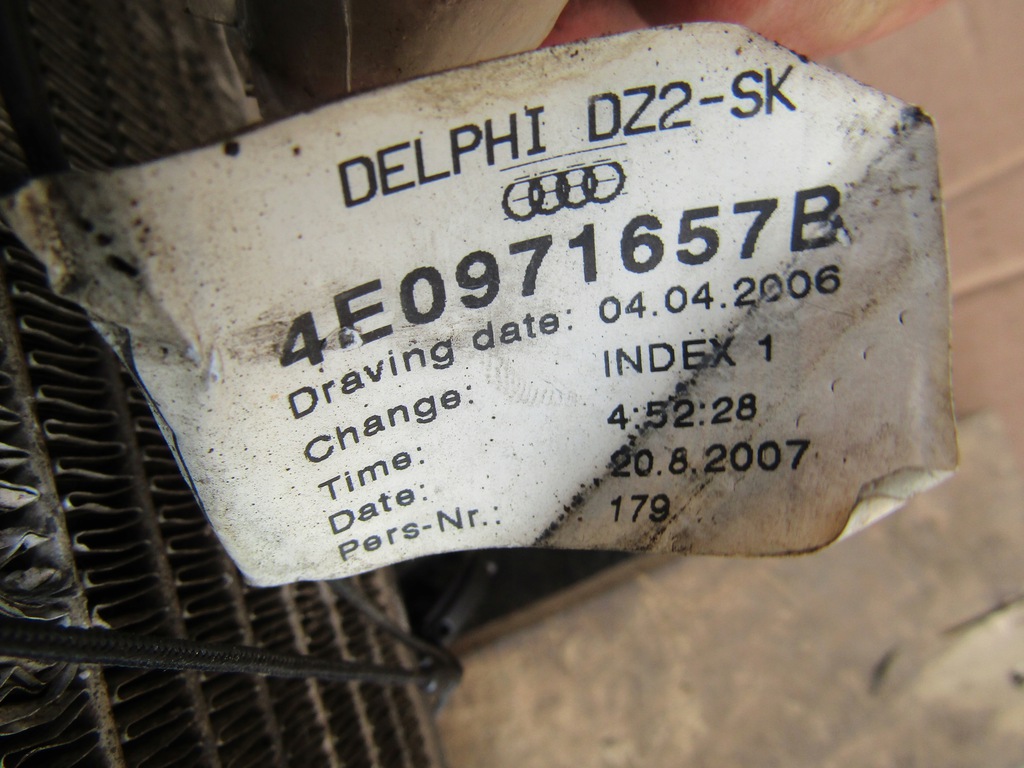 DELPHI DZ2-SK
4E0971657B
Draving date: 04.04.2006
Change: INDEX 1
Time: 4:52:28
Date: 20.8.2007
Pers-Nr.: 179